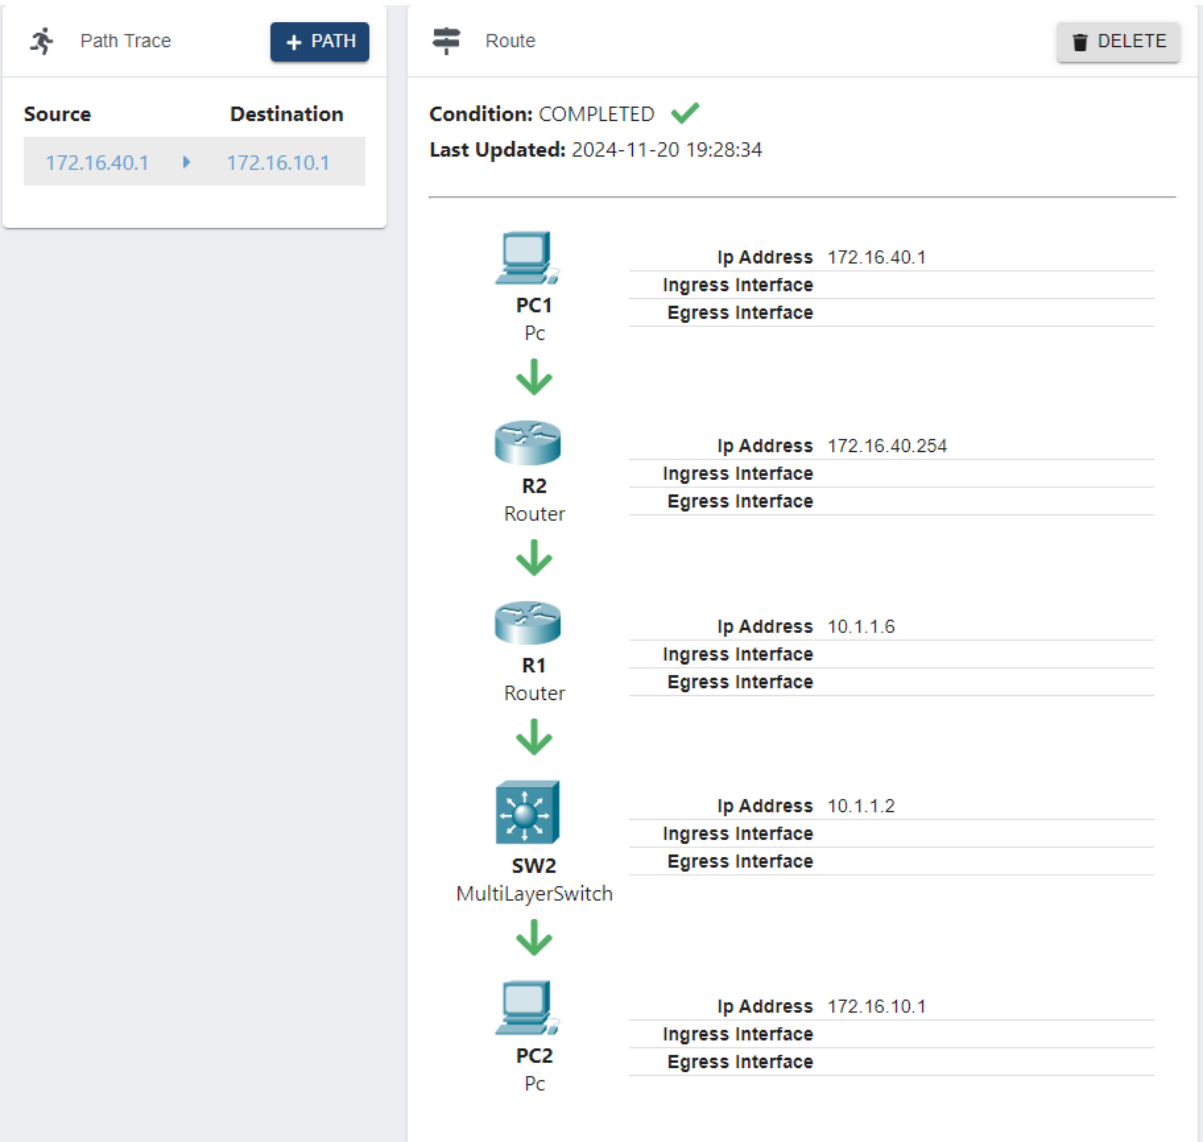 Path Trace
+ PATH
Source Destination
172.16.40.1 172.16.10.1
Route
DELETE
Condition: COMPLETED
Last Updated: 2024-11-20 19:28:34
PC1
Pc
Ip Address 172.16.40.1
Ingress Interface
Egress Interface
R2
Router
Ip Address 172.16.40.254
Ingress Interface
Egress Interface
R1
Router
Ip Address 10.1.1.6
Ingress Interface
Egress Interface
SW2
MultiLayerSwitch
Ip Address 10.1.1.2
Ingress Interface
Egress Interface
PC2
Pc
Ip Address 172.16.10.1
Ingress Interface
Egress Interface